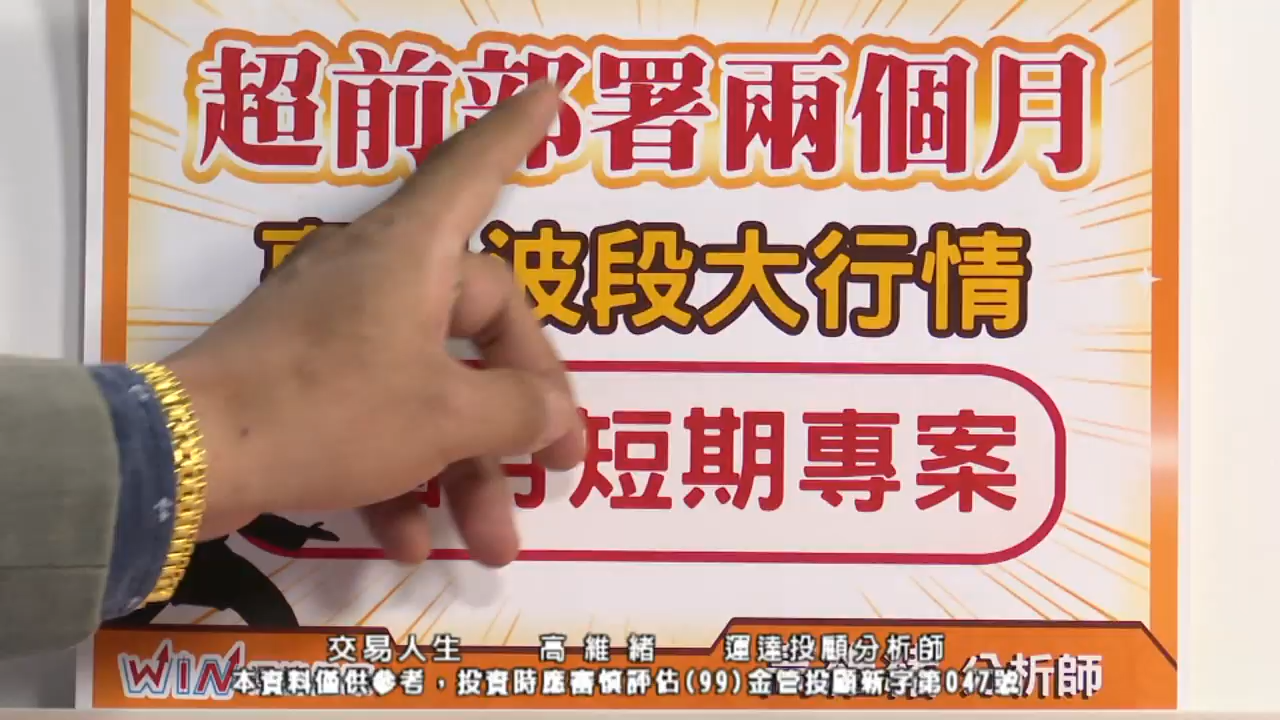 超前部署兩個月
波段大行情
短期專案
交易人生 高維緒 運達投顧分析師
WIN 分析師
本資料僅供參考，投資時應審慎評估(99)金管投顧新字第047號